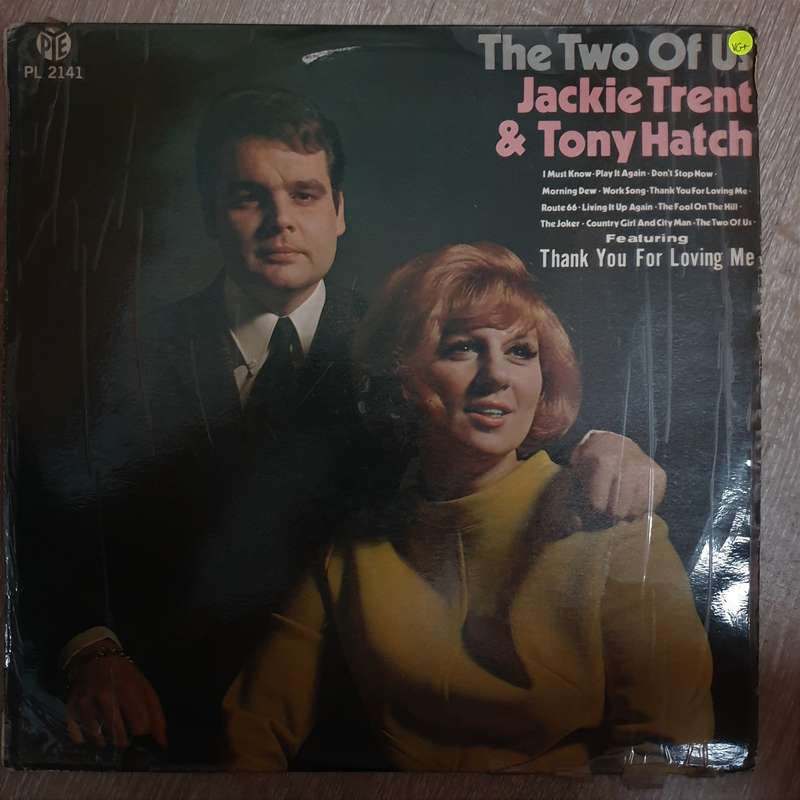 PYE
PL 2141
VG+
The Two Of U
Jackie Trent
& Tony Hatch
I Must Know · Play It Again · Don't Stop Now ·
Morning Dew · Work Song · Thank You For Loving Me ·
Route 66 · Living It Up Again · The Fool On The Hill ·
The Joker · Country Girl And City Man · The Two Of Us ·
Featuring
Thank You For Loving Me